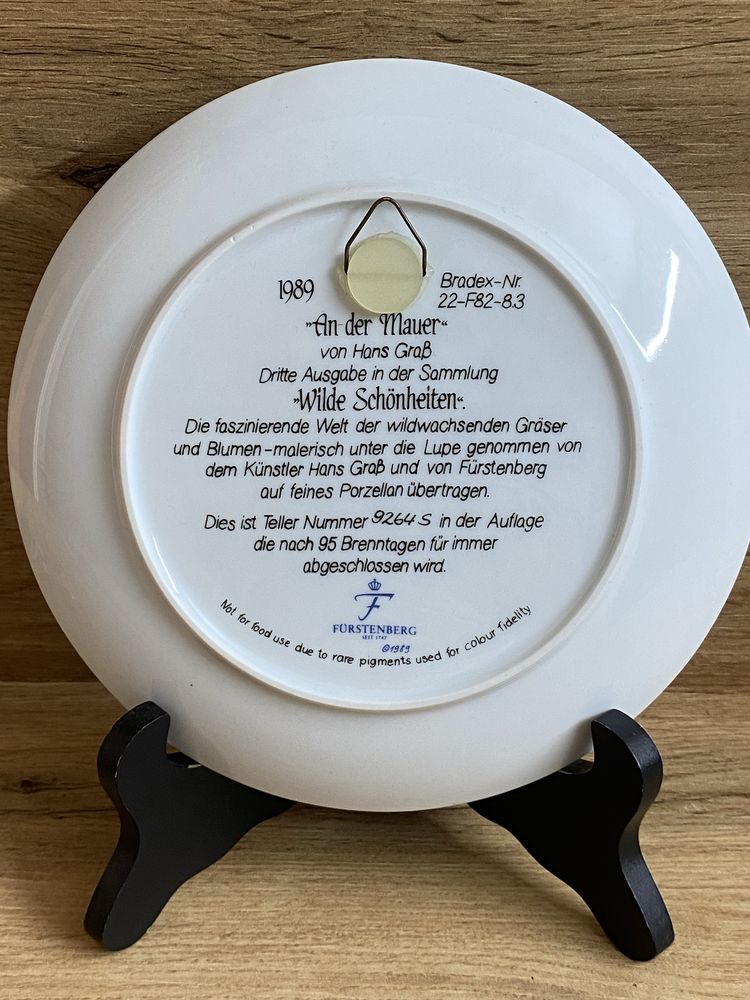 1989
Bradex-Nr.
22-F82-8.3
"An der Mauer"
von Hans Graß
Dritte Ausgabe in der Sammlung
"Wilde Schönheiten".
Die faszinierende Welt der wildwachsenden Gräser
und Blumen-malerisch unter die Lupe genommen von
dem Künstler Hans Graß und von Fürstenberg
auf feines Porzellan übertragen.
Dies ist Teller Nummer 9264 S in der Auflage
die nach 95 Brenntagen für immer
abgeschlossen wird.
F
FÜRSTENBERG
SEIT 1747
©1989
Not for food use due to rare pigments used for colour fidelity